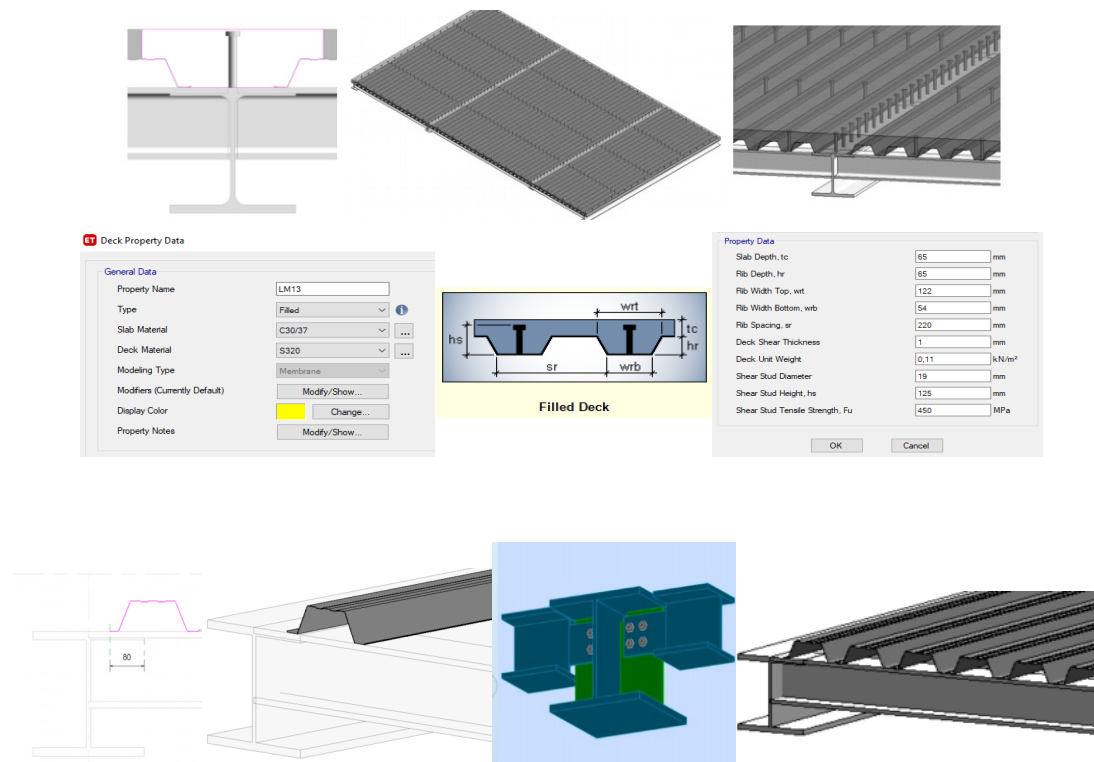 ET Deck Property Data
General Data
Property Name LM13
Type Filled
Slab Material C30/37 ...
Deck Material S320 ...
Modeling Type Membrane
Modifiers (Currently Default) Modify/Show...
Display Color Change...
Property Notes Modify/Show...
wrt
tc
hs
hr
sr
wrb
Filled Deck
Property Data
Slab Depth, tc 65 mm
Rib Depth, hr 65 mm
Rib Width Top, wrt 122 mm
Rib Width Bottom, wrb 54 mm
Rib Spacing, sr 220 mm
Deck Shear Thickness 1 mm
Deck Unit Weight 0,11 kN/m²
Shear Stud Diameter 19 mm
Shear Stud Height, hs 125 mm
Shear Stud Tensile Strength, Fu 450 MPa
OK Cancel
80